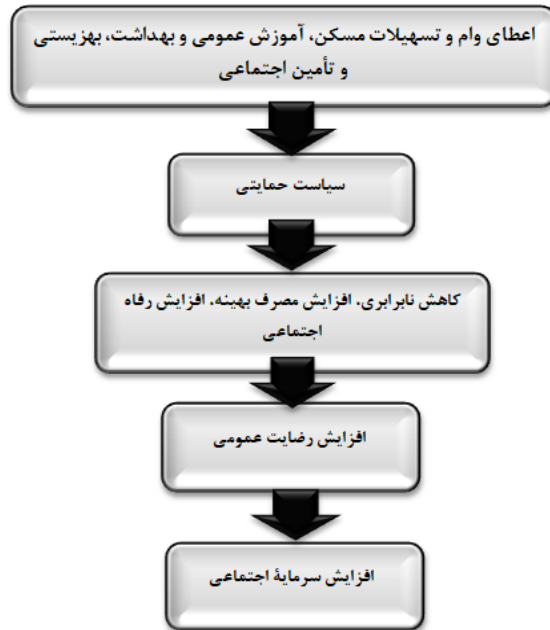 اعطای وام و تسهیلات مسکن، آموزش عمومی و بهداشت، بهزیستی
و تأمین اجتماعی
سیاست حمایتی
کاهش نابرابری، افزایش مصرف بهینه، افزایش رفاه
اجتماعی
افزایش رضایت عمومی
افزایش سرمایهٔ اجتماعی